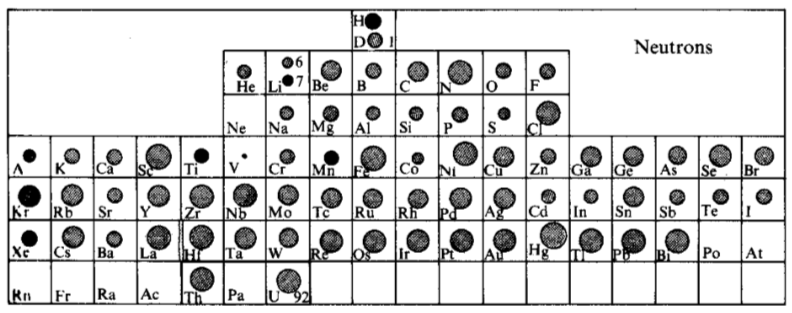 H
D 1
Neutrons
He Li 6 7 Be B C N O F
Ne Na Mg Al Si P S Cl
A K Ca Sc Ti V Cr Mn Fe Co Ni Cu Zn Ga Ge As Se Br
Kr Rb Sr Y Zr Nb Mo Tc Ru Rh Pd Ag Cd In Sn Sb Te I
Xe Cs Ba La Hf Ta W Re Os Ir Pt Au Hg Tl Pb Bi Po At
Rn Fr Ra Ac Th Pa U 92